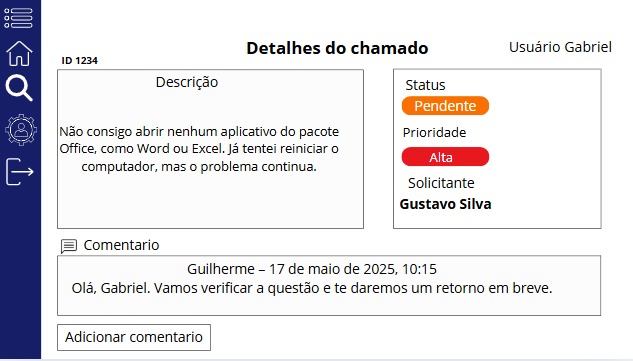 Detalhes do chamado
Usuário Gabriel
ID 1234
Descrição
Não consigo abrir nenhum aplicativo do pacote
Office, como Word ou Excel. Já tentei reiniciar o
computador, mas o problema continua.
Status
Pendente
Prioridade
Alta
Solicitante
Gustavo Silva
Comentario
Guilherme – 17 de maio de 2025, 10:15
Olá, Gabriel. Vamos verificar a questão e te daremos um retorno em breve.
Adicionar comentario